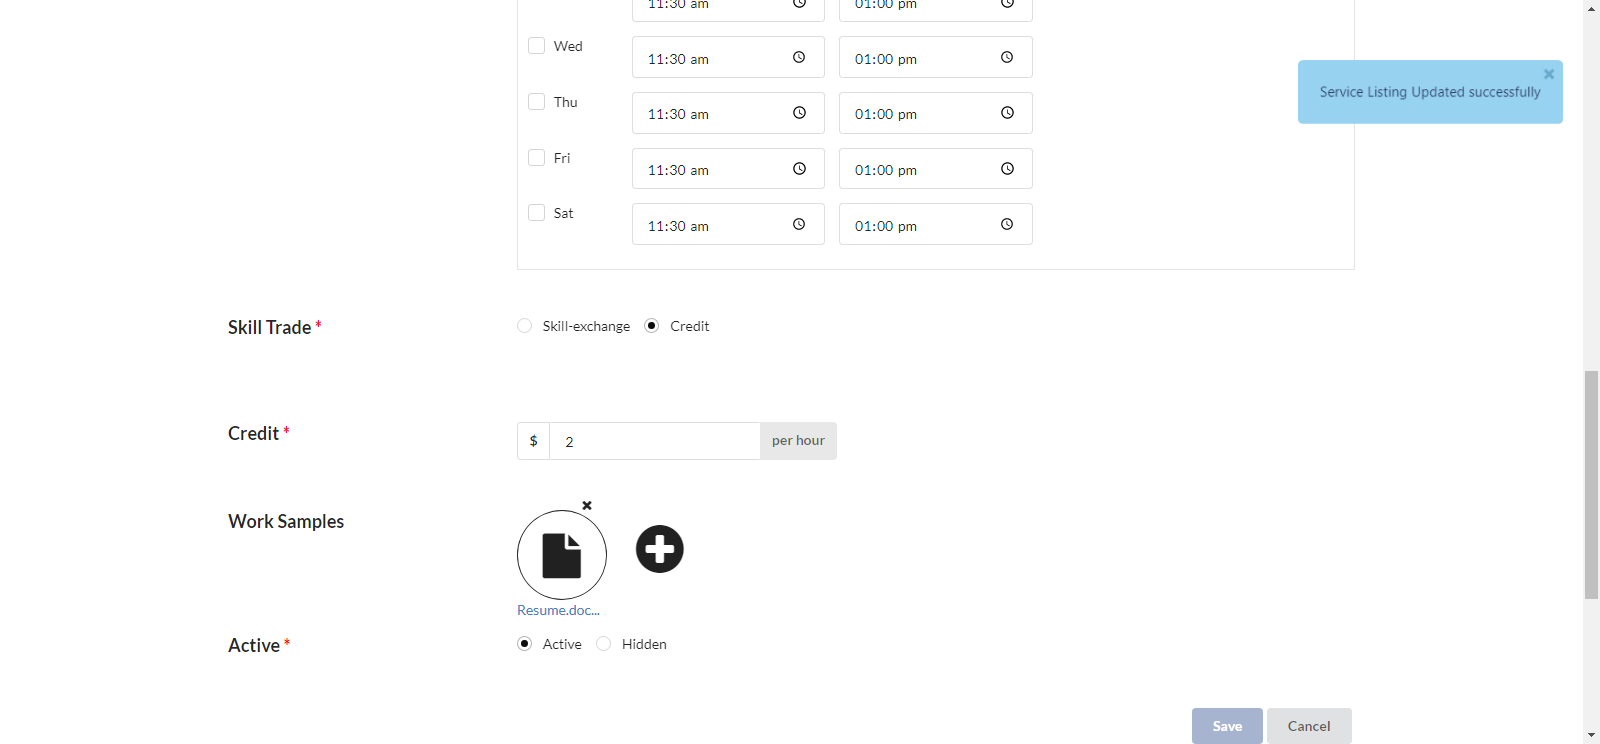 11:30 am 01:00 pm
Wed 11:30 am 01:00 pm
Service Listing Updated successfully
Thu 11:30 am 01:00 pm
Fri 11:30 am 01:00 pm
Sat 11:30 am 01:00 pm
Skill Trade * Skill-exchange Credit
Credit * $ 2 per hour
Work Samples
Resume.doc...
Active * Active Hidden
Save Cancel